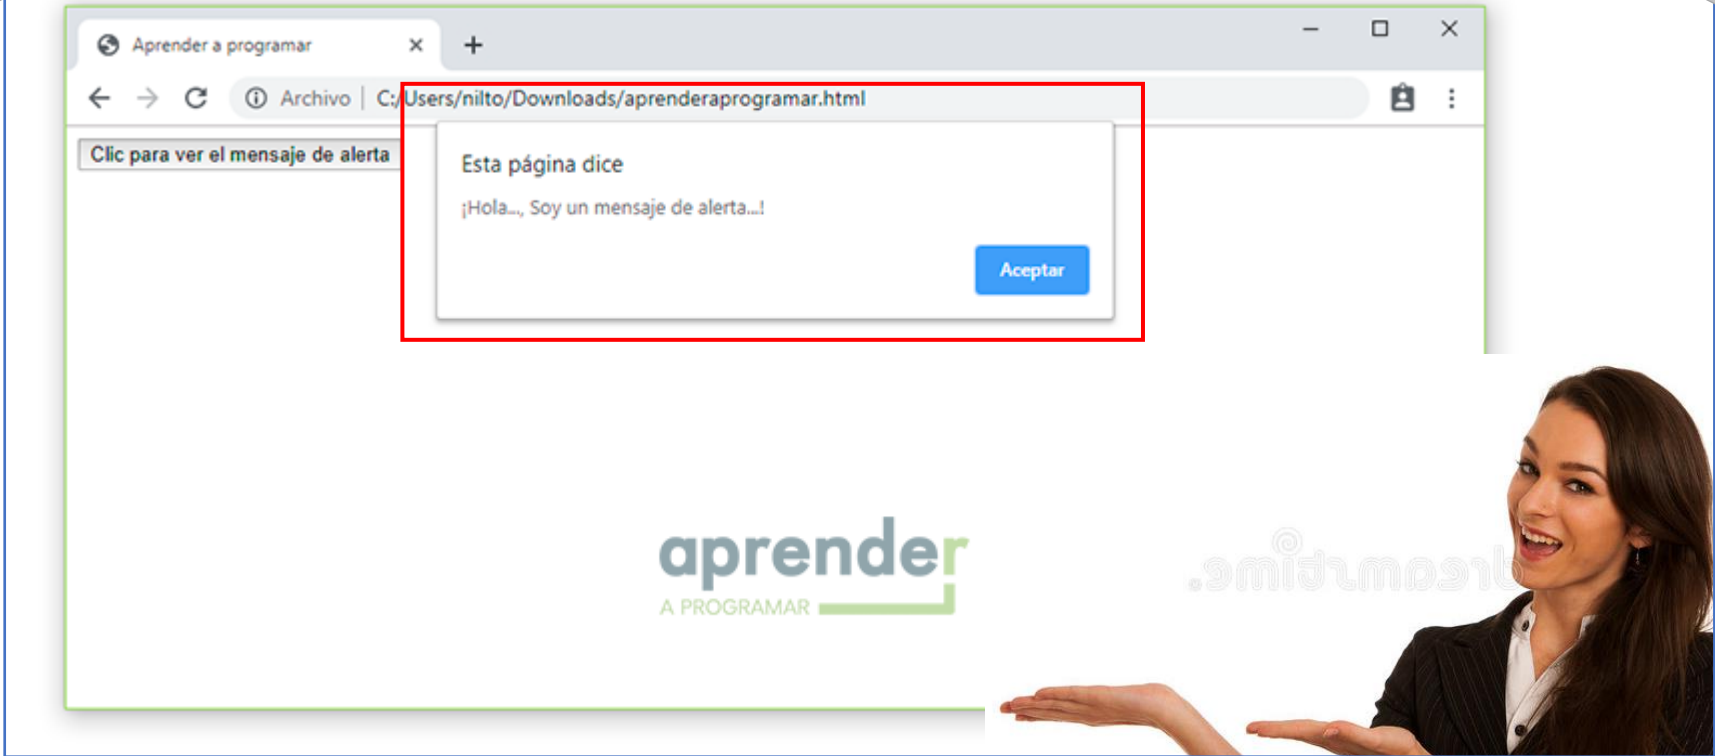 Aprender a programar
Archivo | C:/Users/nilto/Downloads/aprenderaprogramar.html
Clic para ver el mensaje de alerta
Esta página dice
¡Hola..., Soy un mensaje de alerta...!
Aceptar
aprender
A PROGRAMAR
dreamstime.